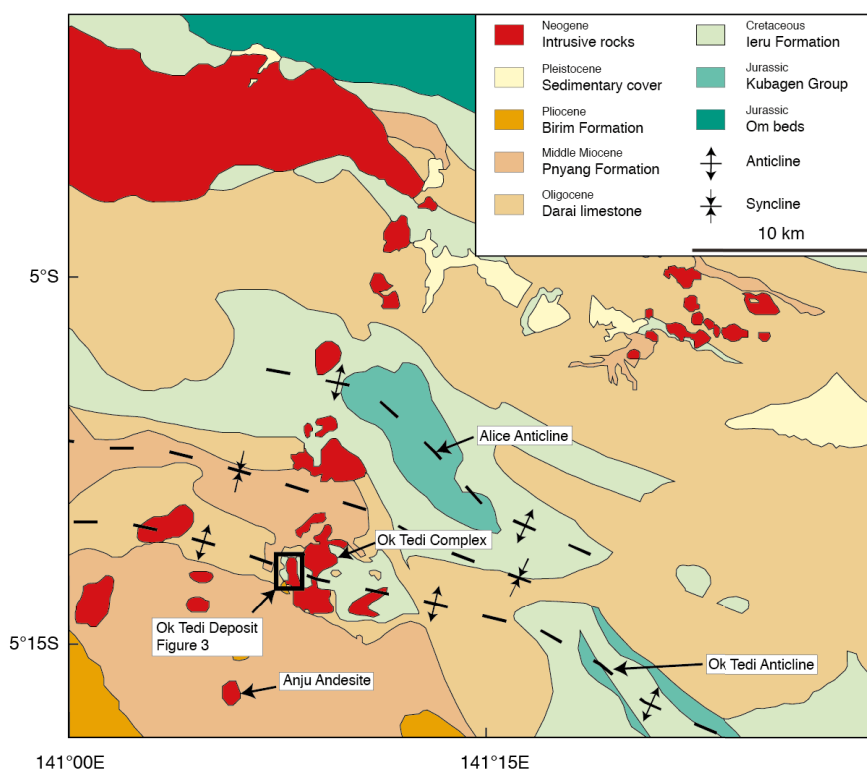 Neogene
Intrusive rocks
Pleistocene
Sedimentary cover
Pliocene
Birim Formation
Middle Miocene
Pnyang Formation
Oligocene
Darai limestone
Cretaceous
Ieru Formation
Jurassic
Kubagen Group
Jurassic
Om beds
Anticline
Syncline
10 km
5°S
Alice Anticline
Ok Tedi Complex
Ok Tedi Deposit
Figure 3
5°15S
Ok Tedi Anticline
Anju Andesite
141°00E
141°15E